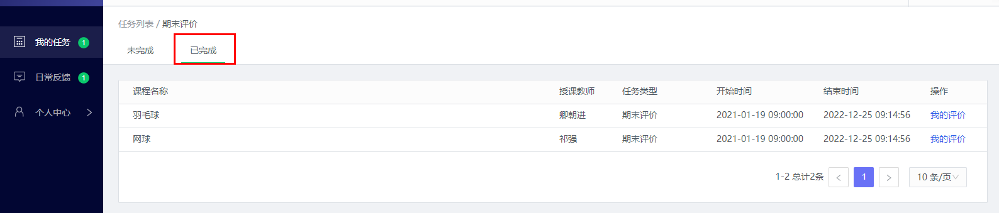 任务列表 / 期末评价
我的任务 1
未完成 已完成
日常反馈 1
个人中心
课程名称 授课教师 任务类型 开始时间 结束时间 操作
羽毛球 卿朝进 期末评价 2021-01-19 09:00:00 2022-12-25 09:14:56 我的评价
网球 祁强 期末评价 2021-01-19 09:00:00 2022-12-25 09:14:56 我的评价
1-2 总计2条 < 1 > 10 条/页